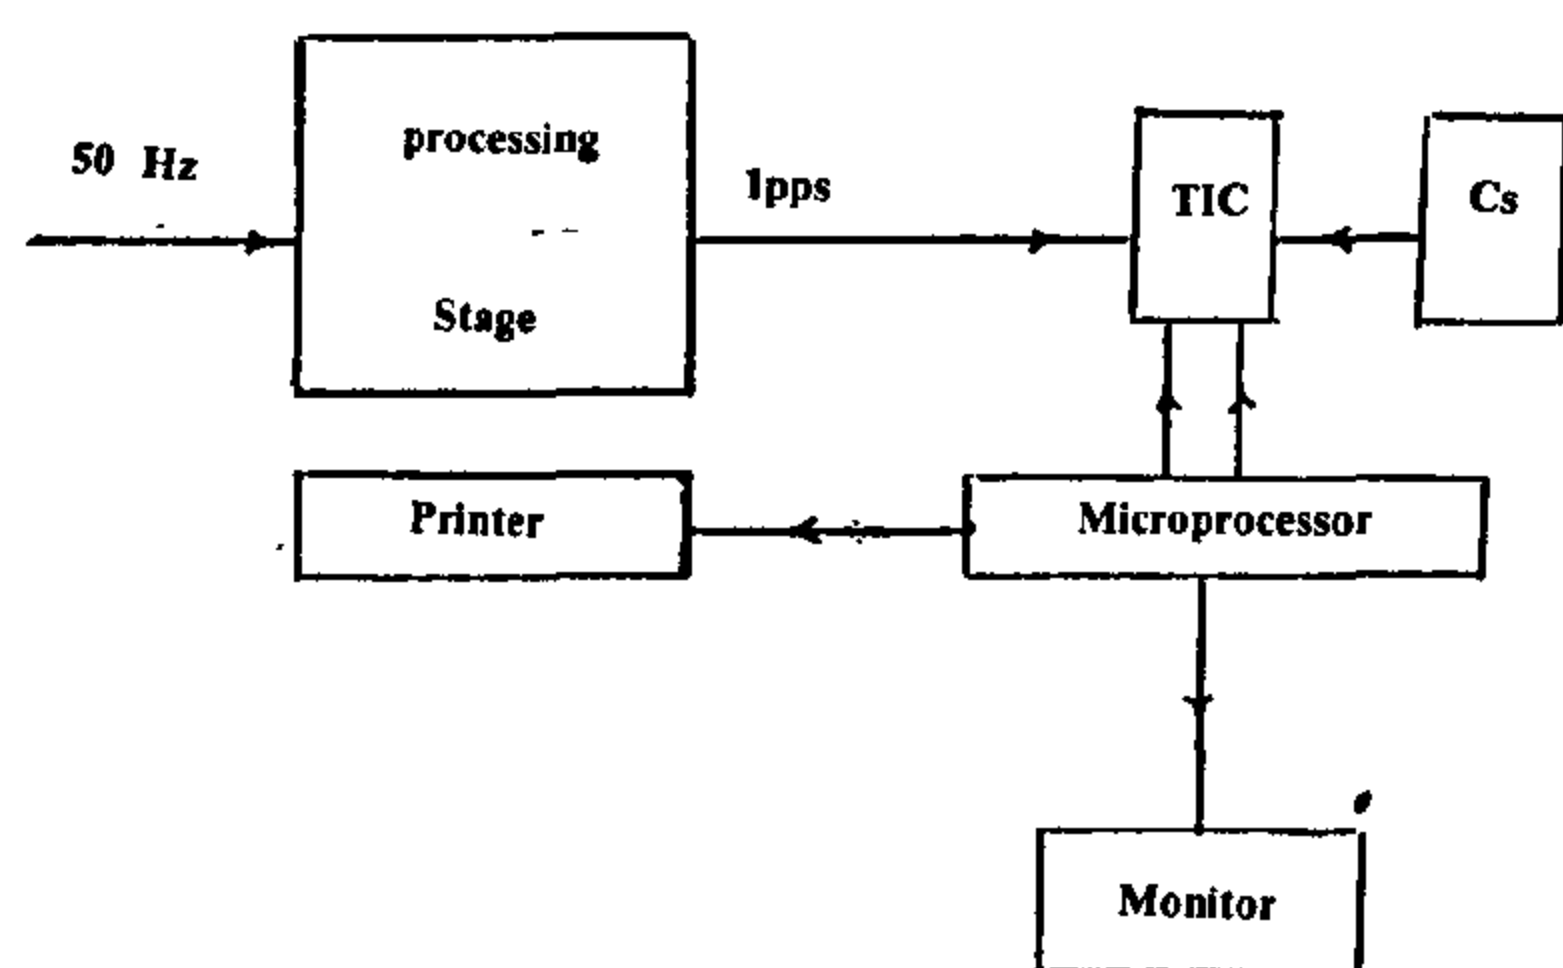 50 Hz
processing
Stage
1pps
TIC
Cs
Printer
Microprocessor
Monitor